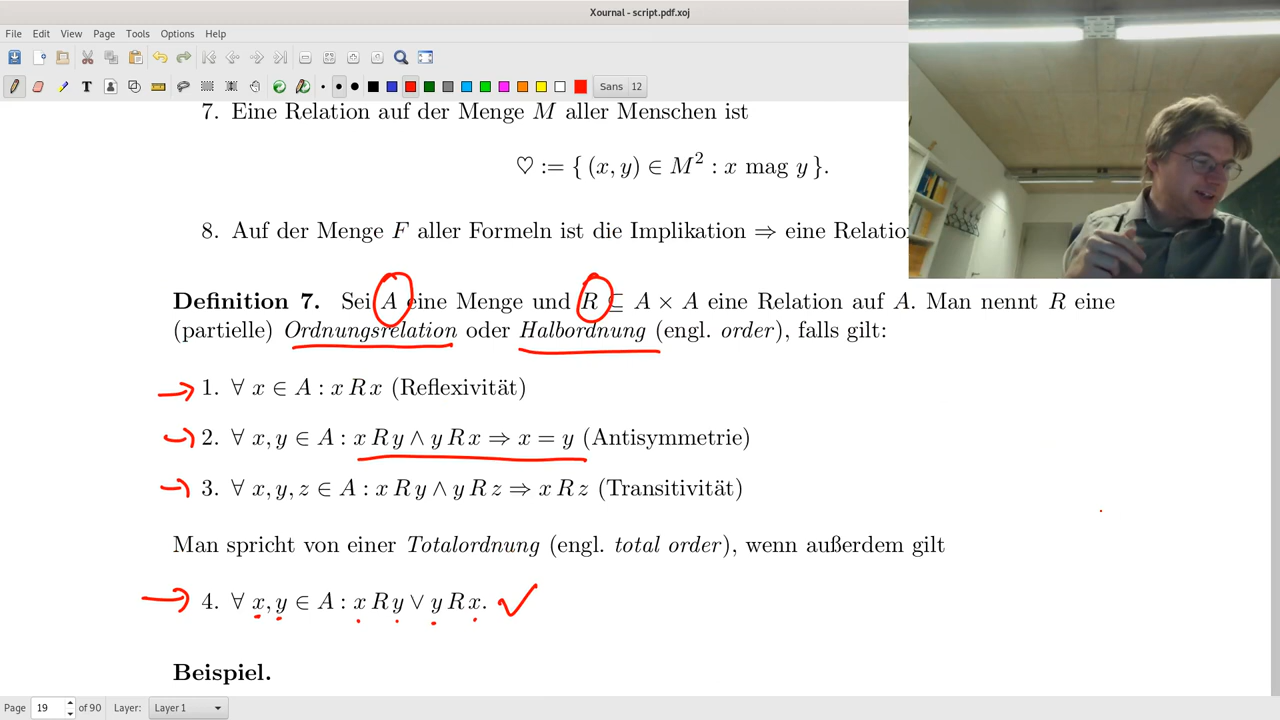 Xournal - script.pdf.xoj
File Edit View Page Tools Options Help
Sans 12
7. Eine Relation auf der Menge M aller Menschen ist
♡ := { (x, y) ∈ M² : x mag y }.
8. Auf der Menge F aller Formeln ist die Implikation ⇒ eine Relatio
Definition 7. Sei A eine Menge und R ⊆ A × A eine Relation auf A. Man nennt R eine
(partielle) Ordnungsrelation oder Halbordnung (engl. order), falls gilt:
1. ∀ x ∈ A : x R x (Reflexivität)
2. ∀ x, y ∈ A : x R y ∧ y R x ⇒ x = y (Antisymmetrie)
3. ∀ x, y, z ∈ A : x R y ∧ y R z ⇒ x R z (Transitivität)
Man spricht von einer Totalordnung (engl. total order), wenn außerdem gilt
4. ∀ x, y ∈ A : x R y ∨ y R x.
Beispiel.
Page 19 of 90 Layer: Layer 1